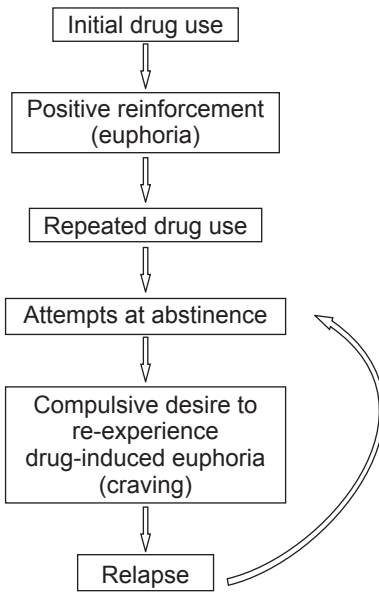 Initial drug use
Positive reinforcement
(euphoria)
Repeated drug use
Attempts at abstinence
Compulsive desire to
re-experience
drug-induced euphoria
(craving)
Relapse